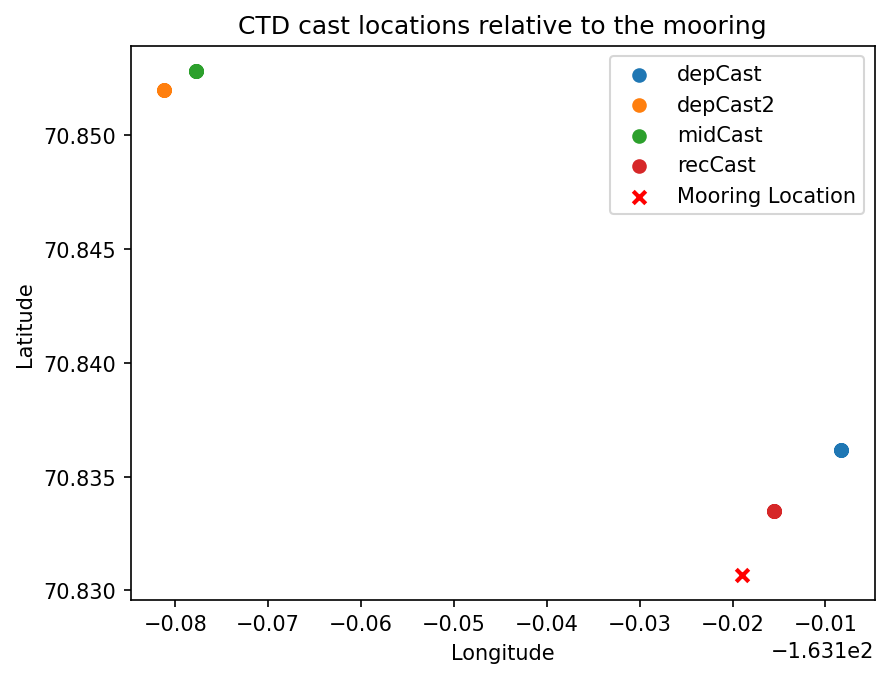 CTD cast locations relative to the mooring
depCast
depCast2
midCast
recCast
Mooring Location
70.850
70.845
70.840
70.835
70.830
Latitude
−0.08 −0.07 −0.06 −0.05 −0.04 −0.03 −0.02 −0.01
−1.631e2
Longitude